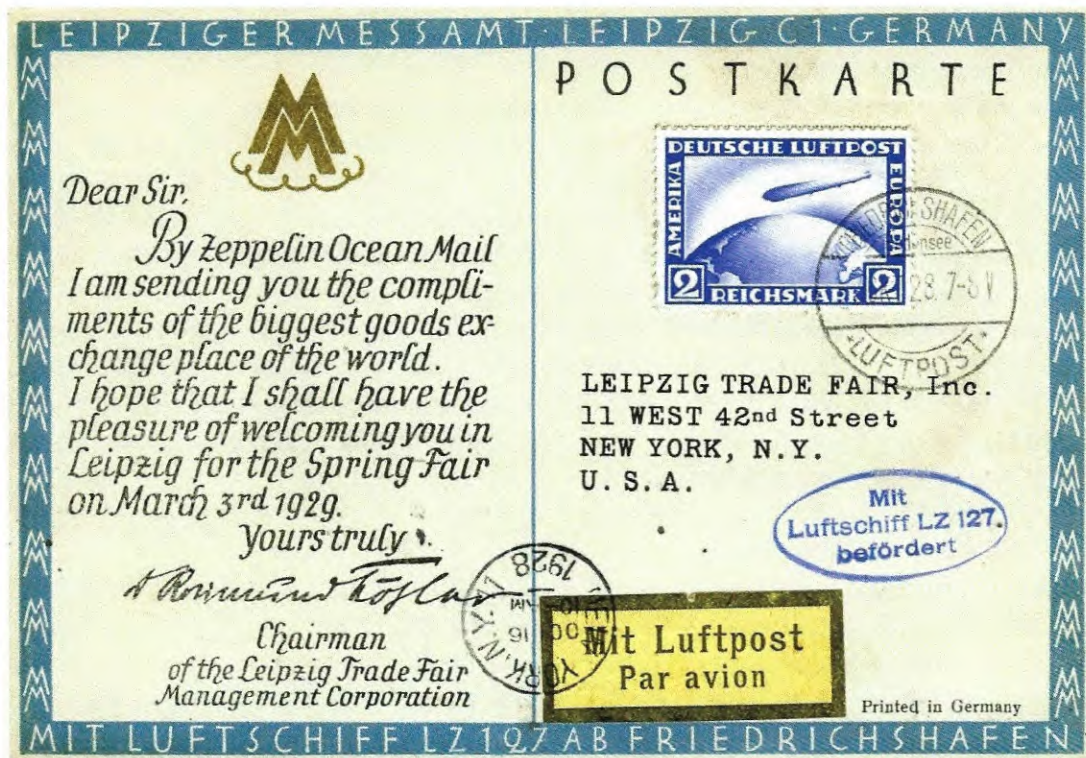 LEIPZIGER MESSAMT · LEIPZIG C1 · GERMANY
MM
Dear Sir.
By Zeppelin Ocean Mail
I am sending you the compli-
ments of the biggest goods ex-
change place of the world.
I hope that I shall have the
pleasure of welcoming you in
Leipzig for the Spring Fair
on March 3rd 1929.
Yours truly
Chairman
of the Leipzig Trade Fair
Management Corporation
POSTKARTE
DEUTSCHE LUFTPOST
AMERIKA
EUROPA
2 REICHSMARK 2
28. 7-8 V
LUFTPOST
LEIPZIG TRADE FAIR, Inc.
11 WEST 42nd Street
NEW YORK, N.Y.
U.S.A.
Mit
Luftschiff LZ 127.
befördert
YORK, N.Y.
16
1928
Mit Luftpost
Par avion
Printed in Germany
MIT LUFTSCHIFF LZ 127 AB FRIEDRICHSHAFEN